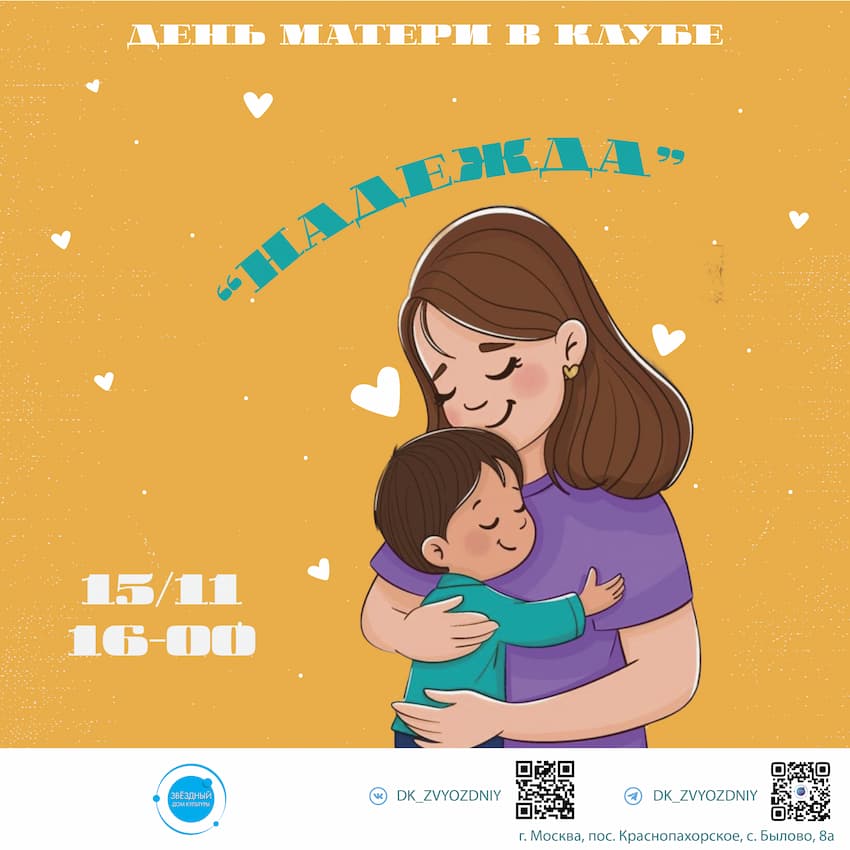 ДЕНЬ МАТЕРИ В КЛУБЕ
“НАДЕЖДА”
15/11
16-00
ЗВЁЗДНЫЙ
ДОМ КУЛЬТУРЫ
DK_ZVYOZDNIY
DK_ZVYOZDNIY
г. Москва, пос. Краснопахорское, с. Былово, 8а